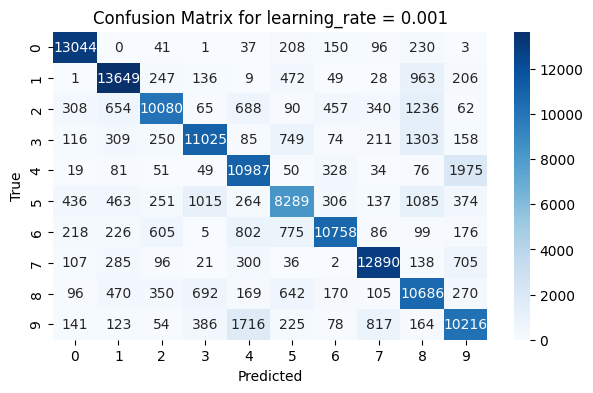 Confusion Matrix for learning_rate = 0.001
0 13044 0 41 1 37 208 150 96 230 3
1 1 13649 247 136 9 472 49 28 963 206
2 308 654 10080 65 688 90 457 340 1236 62
3 116 309 250 11025 85 749 74 211 1303 158
4 19 81 51 49 10987 50 328 34 76 1975
5 436 463 251 1015 264 8289 306 137 1085 374
6 218 226 605 5 802 775 10758 86 99 176
7 107 285 96 21 300 36 2 12890 138 705
8 96 470 350 692 169 642 170 105 10686 270
9 141 123 54 386 1716 225 78 817 164 10216
0 1 2 3 4 5 6 7 8 9
Predicted
True
12000
10000
8000
6000
4000
2000
0